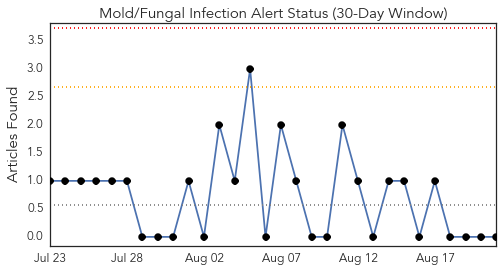 Mold/Fungal Infection Alert Status (30-Day Window)
Articles Found
3.5
3.0
2.5
2.0
1.5
1.0
0.5
0.0
Jul 23 Jul 28 Aug 02 Aug 07 Aug 12 Aug 17